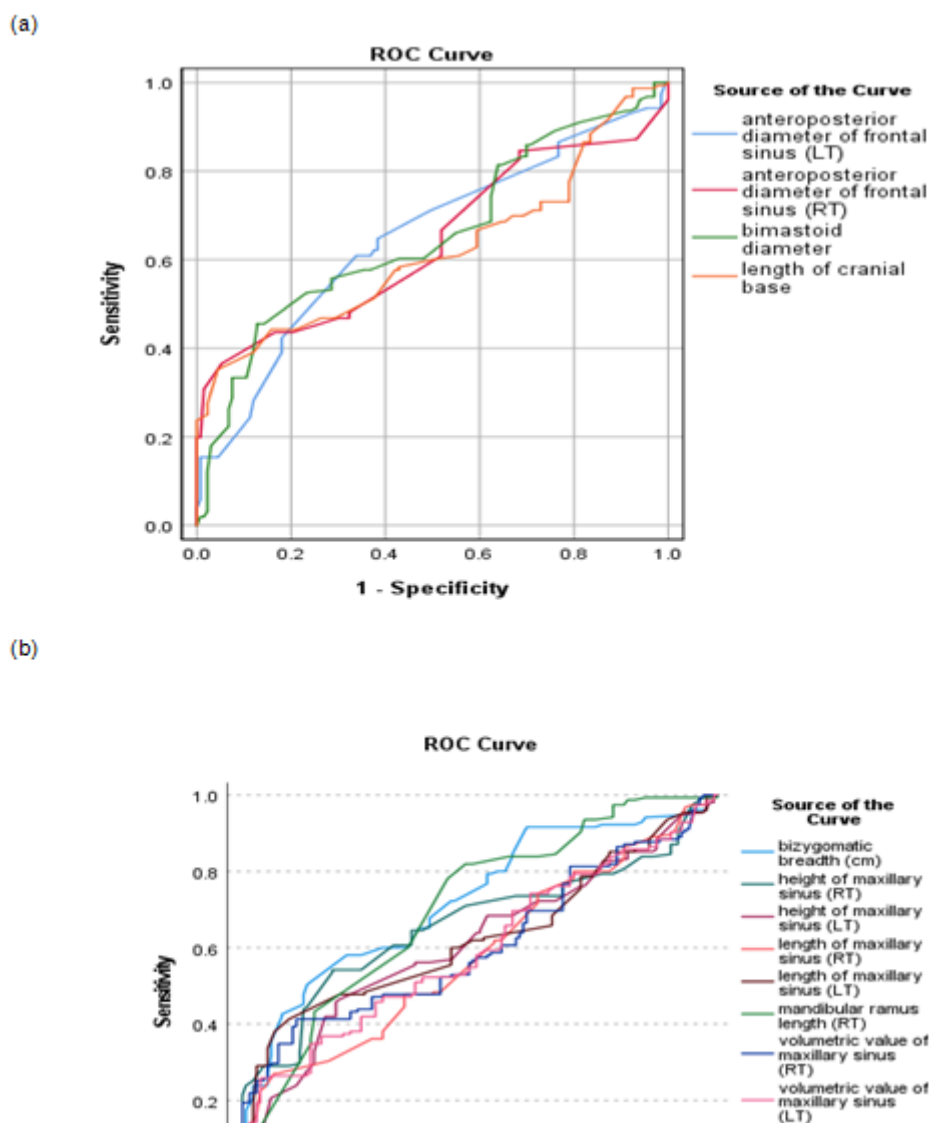 (a)
ROC Curve
Source of the Curve
anteroposterior
diameter of frontal
sinus (LT)
anteroposterior
diameter of frontal
sinus (RT)
bimastoid
diameter
length of cranial
base
Sensitivity
1.0
0.8
0.6
0.4
0.2
0.0
0.0 0.2 0.4 0.6 0.8 1.0
1 - Specificity
(b)
ROC Curve
Source of the
Curve
bizygomatic
breadth (cm)
height of maxillary
sinus (RT)
height of maxillary
sinus (LT)
length of maxillary
sinus (RT)
length of maxillary
sinus (LT)
mandibular ramus
length (RT)
volumetric value of
maxillary sinus
(RT)
volumetric value of
maxillary sinus
(LT)
Sensitivity
1.0
0.8
0.6
0.4
0.2